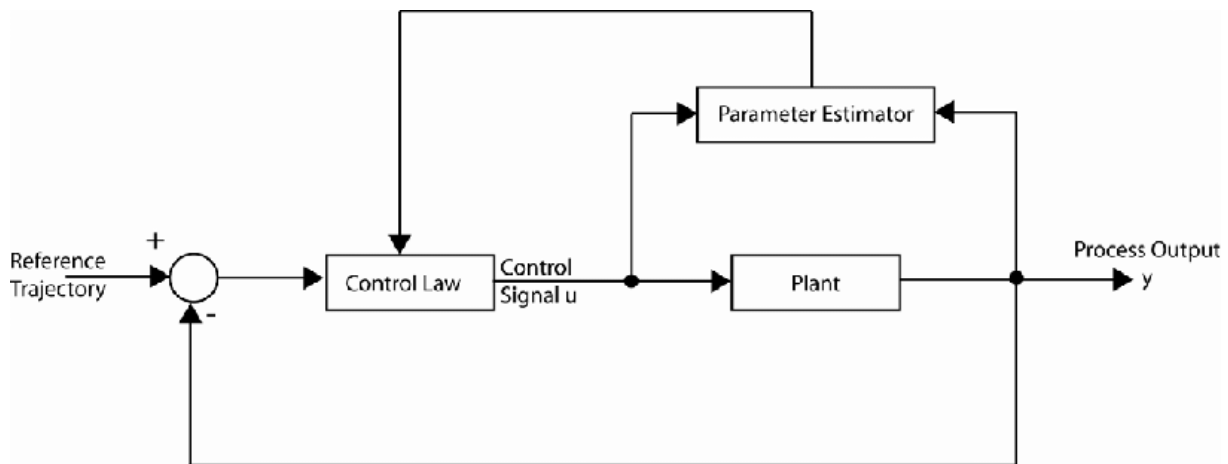 Parameter Estimator
+
Reference
Trajectory
-
Control Law
Control
Signal u
Plant
Process Output
y